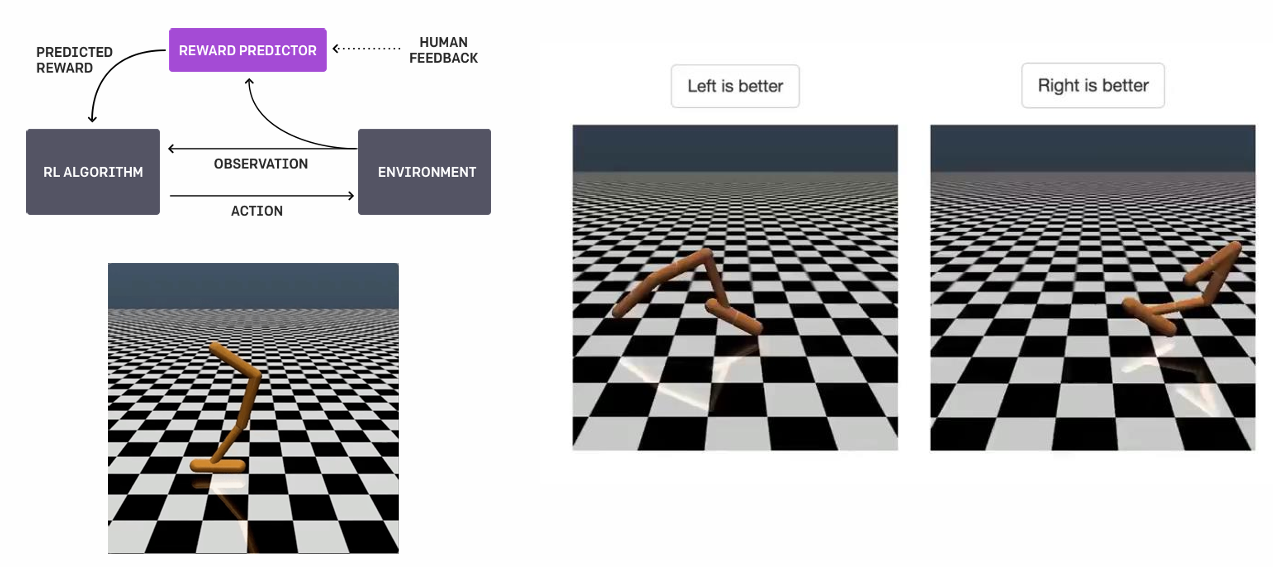 PREDICTED
REWARD
REWARD PREDICTOR
HUMAN
FEEDBACK
RL ALGORITHM
OBSERVATION
ACTION
ENVIRONMENT
Left is better
Right is better